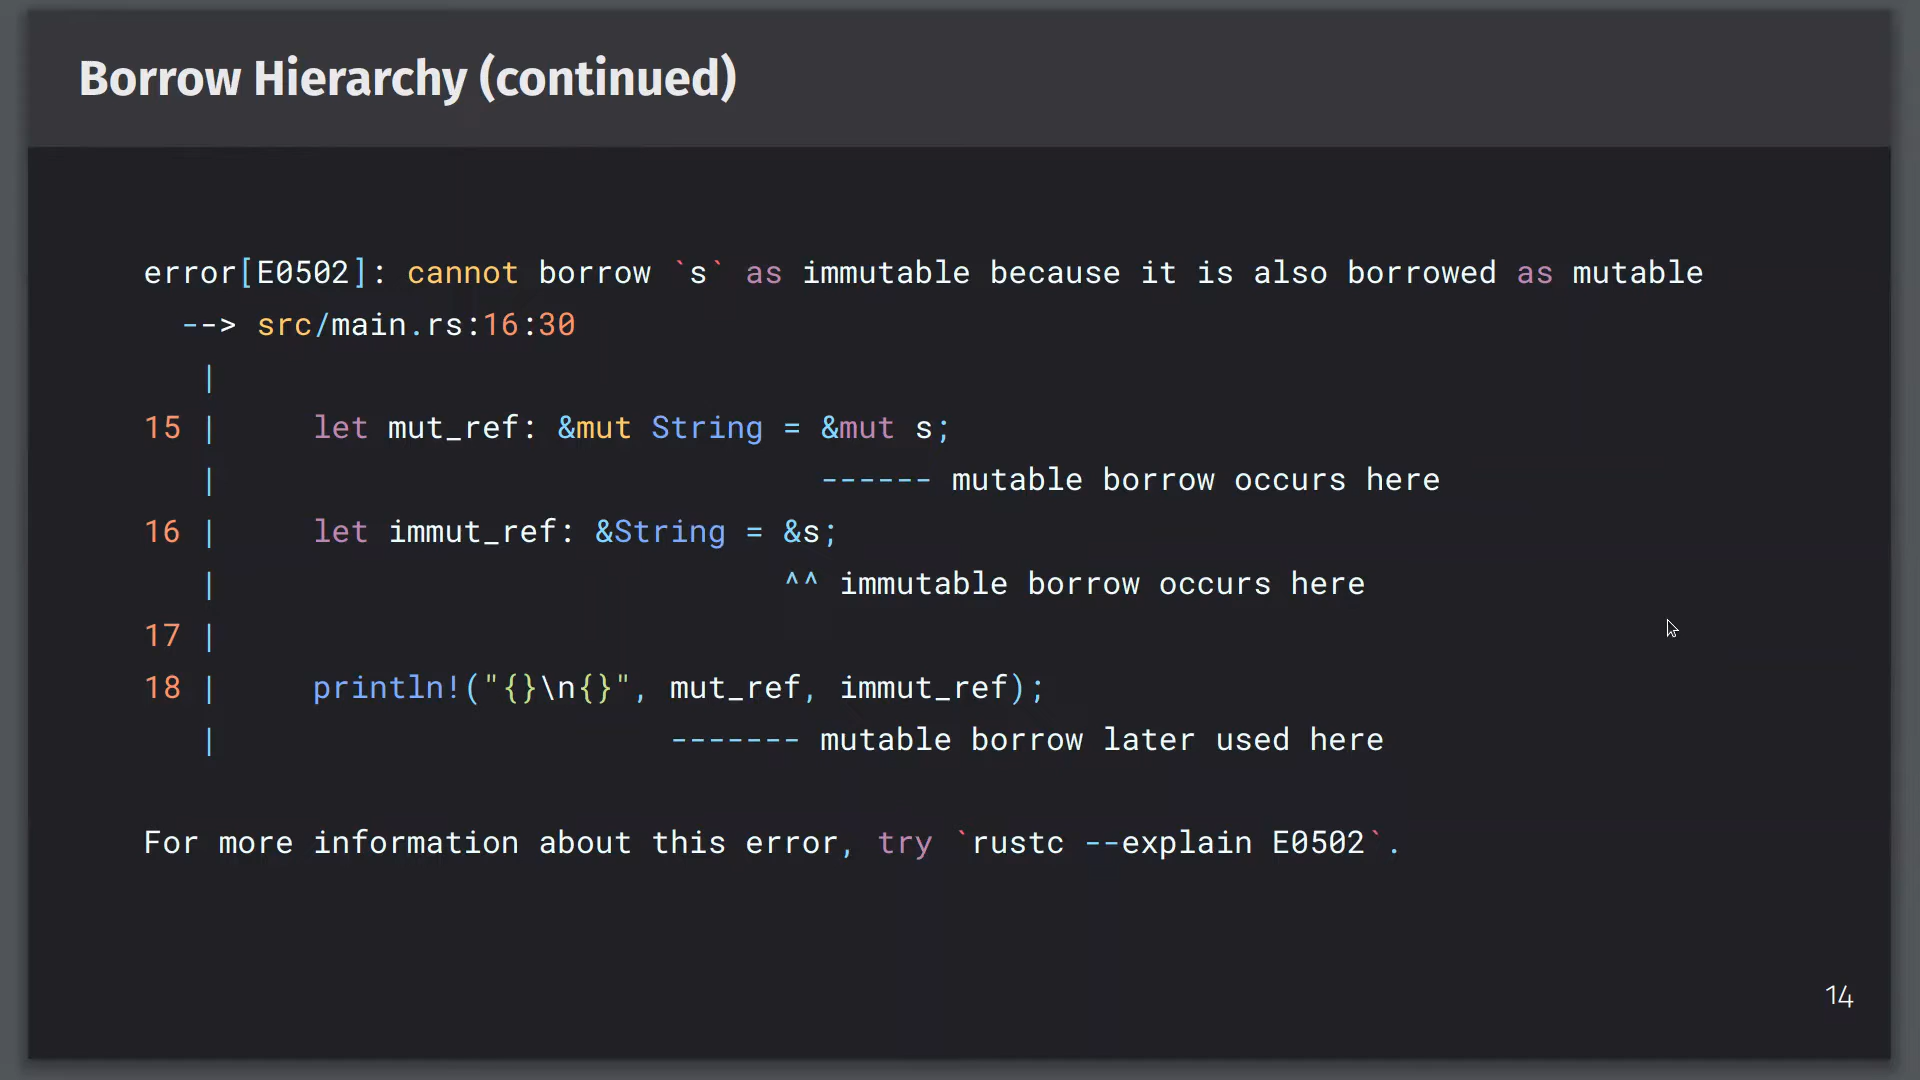 Borrow Hierarchy (continued)
error[E0502]: cannot borrow `s` as immutable because it is also borrowed as mutable
  --> src/main.rs:16:30
   |
15 |     let mut_ref: &mut String = &mut s;
   |                                ------ mutable borrow occurs here
16 |     let immut_ref: &String = &s;
   |                              ^^ immutable borrow occurs here
17 |
18 |     println!("{}\n{}", mut_ref, immut_ref);
   |                        ------- mutable borrow later used here
For more information about this error, try `rustc --explain E0502`.
14